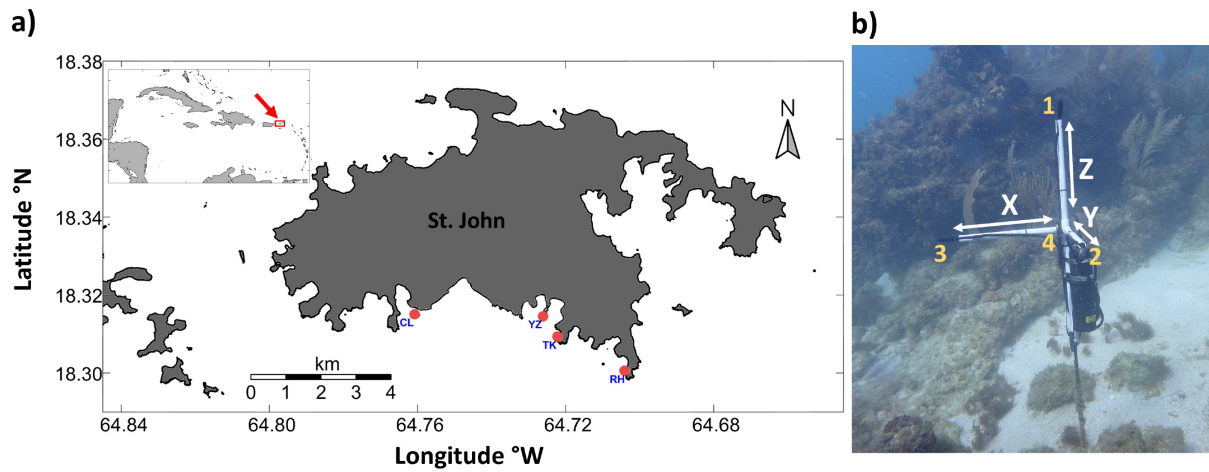 a)
b)
18.38
18.36
18.34
18.32
18.30
Latitude °N
N
St. John
CL
YZ
TK
RH
km
0 1 2 3 4
64.84 64.80 64.76 64.72 64.68
Longitude °W
1
Z
X
Y
3
4
2